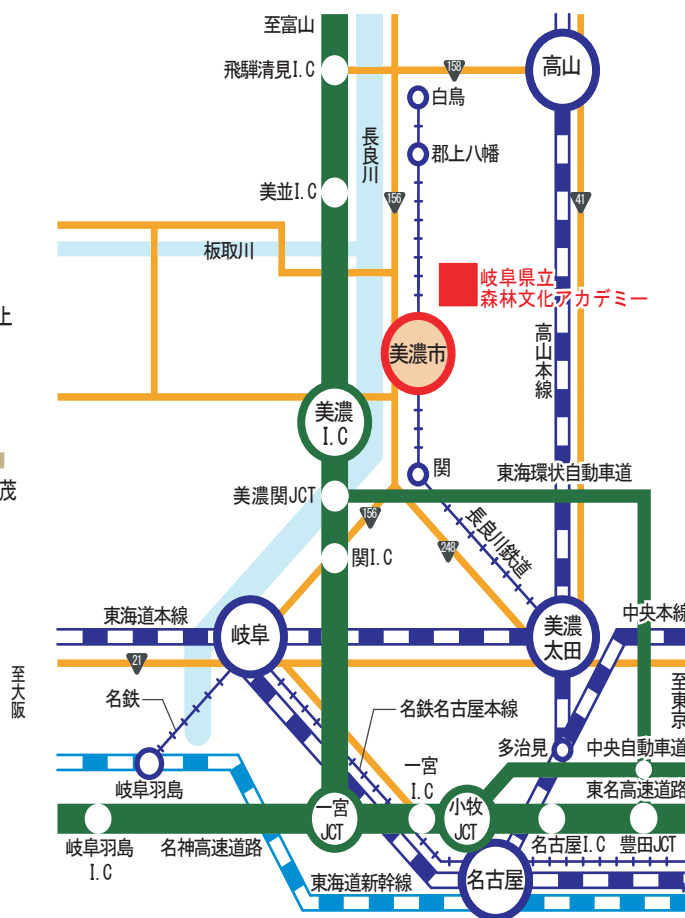 至富山
飛騨清見I.C
158
高山
白鳥
郡上八幡
長良川
美並I.C
156
41
板取川
岐阜県立
森林文化アカデミー
上
美濃市
高山本線
美濃
I.C
関
東海環状自動車道
茂
美濃関JCT
156
長良川鉄道
248
関I.C
東海道本線
岐阜
美濃
太田
中央本線
21
至大阪
至東京
名鉄
名鉄名古屋本線
多治見
中央自動車道
岐阜羽島
一宮
I.C
東名高速道路
一宮
JCT
小牧
JCT
岐阜羽島
I.C
名神高速道路
名古屋I.C
豊田JCT
東海道新幹線
名古屋